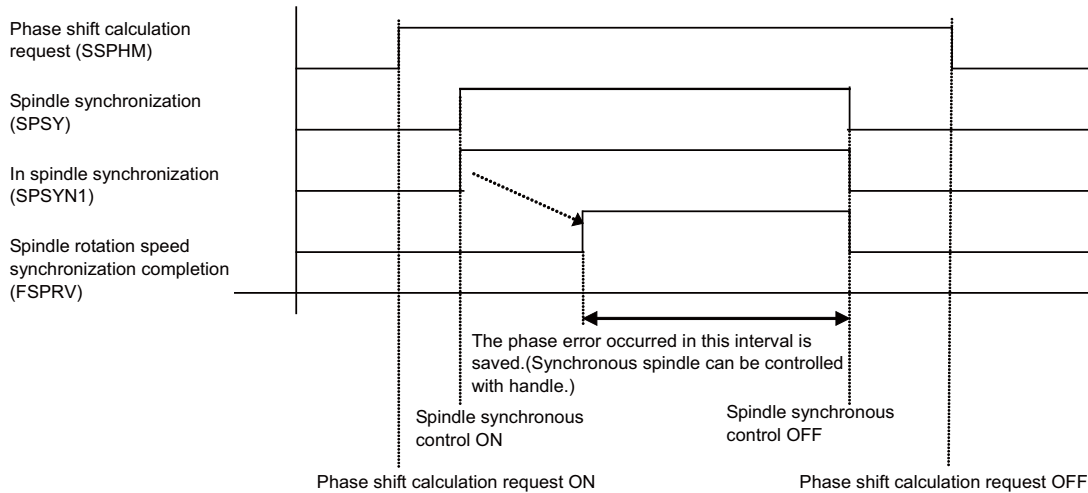 Phase shift calculation
request (SSPHM)
Spindle synchronization
(SPSY)
In spindle synchronization
(SPSYN1)
Spindle rotation speed
synchronization completion
(FSPRV)
The phase error occurred in this interval is
saved.(Synchronous spindle can be controlled
with handle.)
Spindle synchronous
control ON
Spindle synchronous
control OFF
Phase shift calculation request ON
Phase shift calculation request OFF